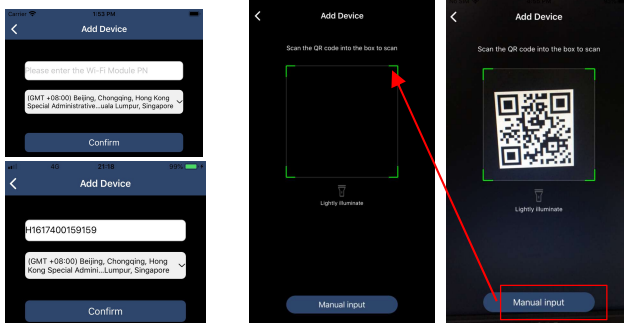 Carrier
1:53 PM
Add Device
Please enter the Wi-Fi Module PN
(GMT +08:00) Beijing, Chongqing, Hong Kong
Special Administrative...uala Lumpur, Singapore
Confirm
4G
21:18
99%
Add Device
H1617400159159
(GMT +08:00) Beijing, Chongqing, Hong
Kong Special Admini...Lumpur, Singapore
Confirm
Add Device
Scan the QR code into the box to scan
Lightly illuminate
Manual input
Add Device
Scan the QR code into the box to scan
Lightly illuminate
Manual input